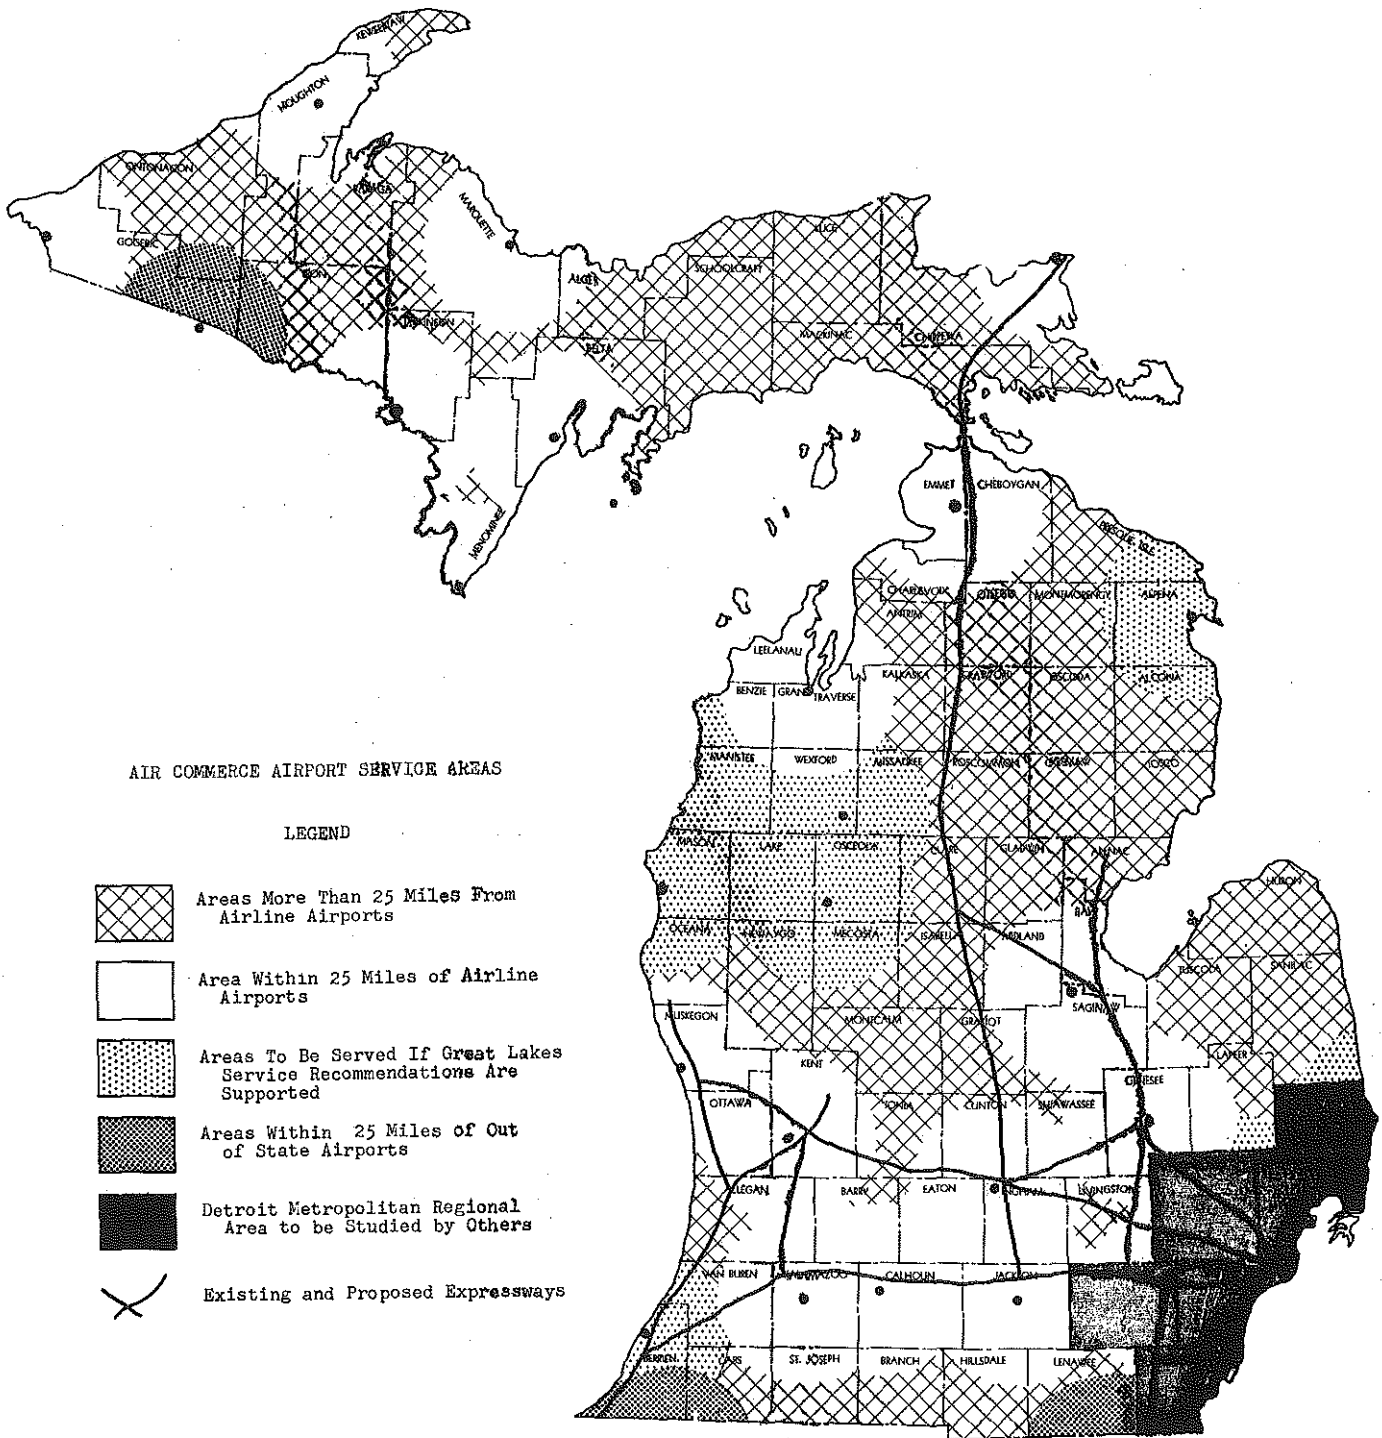 KEWEENAW
HOUGHTON
ONTONAGON
BARAGA
MARQUETTE
GOGEBIC
IRON
ALGER
SCHOOLCRAFT
LUCE
DICKINSON
DELTA
MACKINAC
CHIPPEWA
MENOMINEE
EMMET
CHEBOYGAN
PRESQUE ISLE
CHARLEVOIX
OTSEGO
MONTMORENCY
ALPENA
ANTRIM
LEELANAU
KALKASKA
CRAWFORD
OSCODA
ALCONA
BENZIE
GRAND TRAVERSE
MANISTEE
WEXFORD
MISSAUKEE
ROSCOMMON
OGEMAW
IOSCO
AIR COMMERCE AIRPORT SERVICE AREAS
LEGEND
MASON
LAKE
OSCEOLA
CLARE
GLADWIN
ARENAC
HURON
Areas More Than 25 Miles From
Airline Airports
BAY
OCEANA
NEWAYGO
MECOSTA
ISABELLA
MIDLAND
TUSCOLA
SANILAC
Area Within 25 Miles of Airline
Airports
MUSKEGON
MONTCALM
GRATIOT
SAGINAW
Areas To Be Served If Great Lakes
Service Recommendations Are
Supported
KENT
LAPEER
GENESEE
OTTAWA
IONIA
CLINTON
SHIAWASSEE
Areas Within 25 Miles of Out
of State Airports
ALLEGAN
BARRY
EATON
INGHAM
LIVINGSTON
Detroit Metropolitan Regional
Area to be Studied by Others
VAN BUREN
KALAMAZOO
CALHOUN
JACKSON
Existing and Proposed Expressways
BERRIEN
CASS
ST. JOSEPH
BRANCH
HILLSDALE
LENAWEE